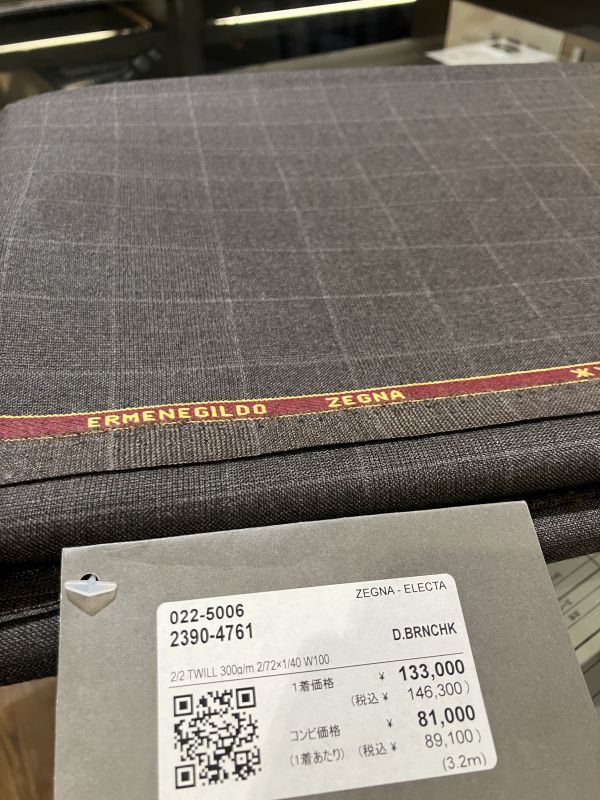 ERMENEGILDO ZEGNA
ZEGNA - ELECTA
022-5006
2390-4761
D.BRNCHK
2/2 TWILL 300g/m 2/72×1/40 W100
1着価格 ¥ 133,000
(税込 ¥ 146,300)
コンビ価格 ¥ 81,000
(1着あたり) (税込 ¥ 89,100)
(3.2m)